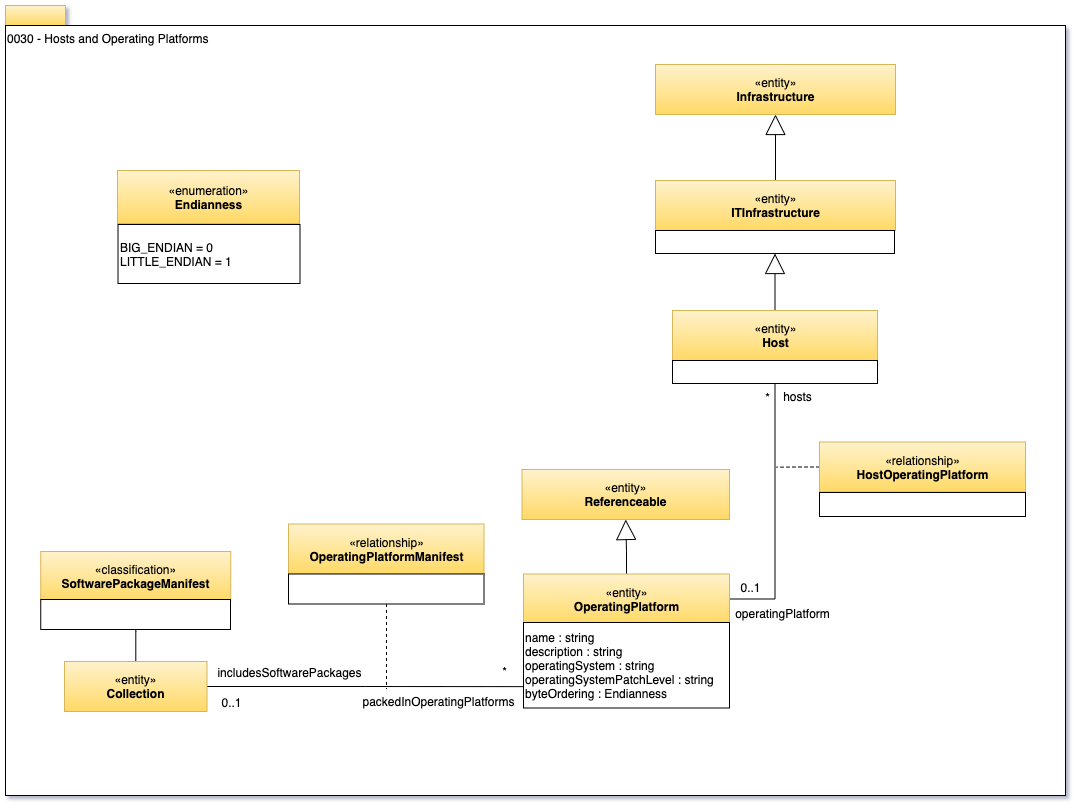 0030 - Hosts and Operating Platforms
«entity»
Infrastructure
«enumeration»
Endianness
BIG_ENDIAN = 0
LITTLE_ENDIAN = 1
«entity»
ITInfrastructure
«entity»
Host
* hosts
«relationship»
HostOperatingPlatform
«entity»
Referenceable
«relationship»
OperatingPlatformManifest
«classification»
SoftwarePackageManifest
«entity»
OperatingPlatform
0..1
operatingPlatform
name : string
description : string
operatingSystem : string
operatingSystemPatchLevel : string
byteOrdering : Endianness
«entity»
Collection
includesSoftwarePackages
*
0..1
packedInOperatingPlatforms